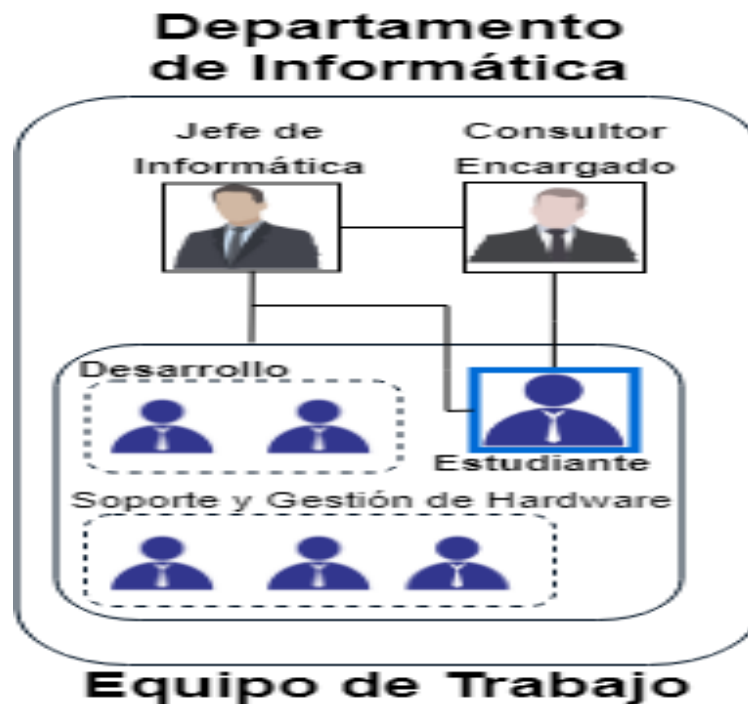 Departamento
de Informática
Jefe de
Informática
Consultor
Encargado
Desarrollo
Estudiante
Soporte y Gestión de Hardware
Equipo de Trabajo